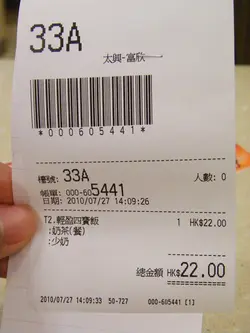 33A
太興-富欣
*000605441*
檯號: 33A 人數: 0
帳單: 000-605441
日期: 2010/07/27 14:09:26
T2.輕盈四寶飯 1 HK$22.00
:奶茶(餐)
:少奶
總金額 HK$22.00
2010/07/27 14:09:33 50-727 000-605441 [1]